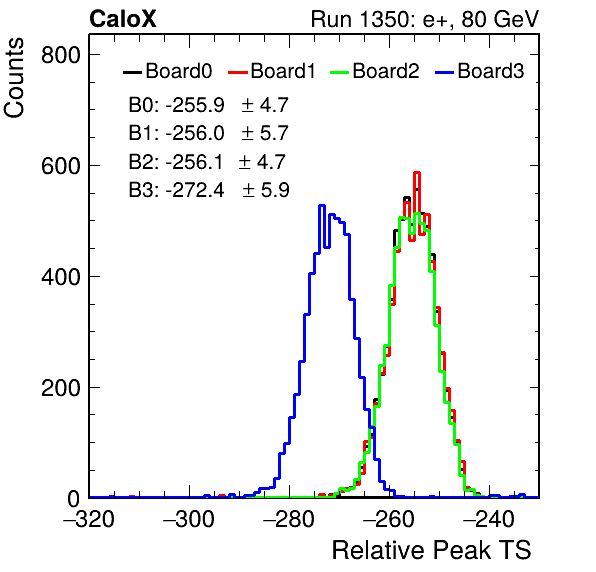 CaloX Run 1350: e+, 80 GeV
Counts
800
600
400
200
0
Board0 Board1 Board2 Board3
B0: -255.9 ± 4.7
B1: -256.0 ± 5.7
B2: -256.1 ± 4.7
B3: -272.4 ± 5.9
−320 −300 −280 −260 −240
Relative Peak TS